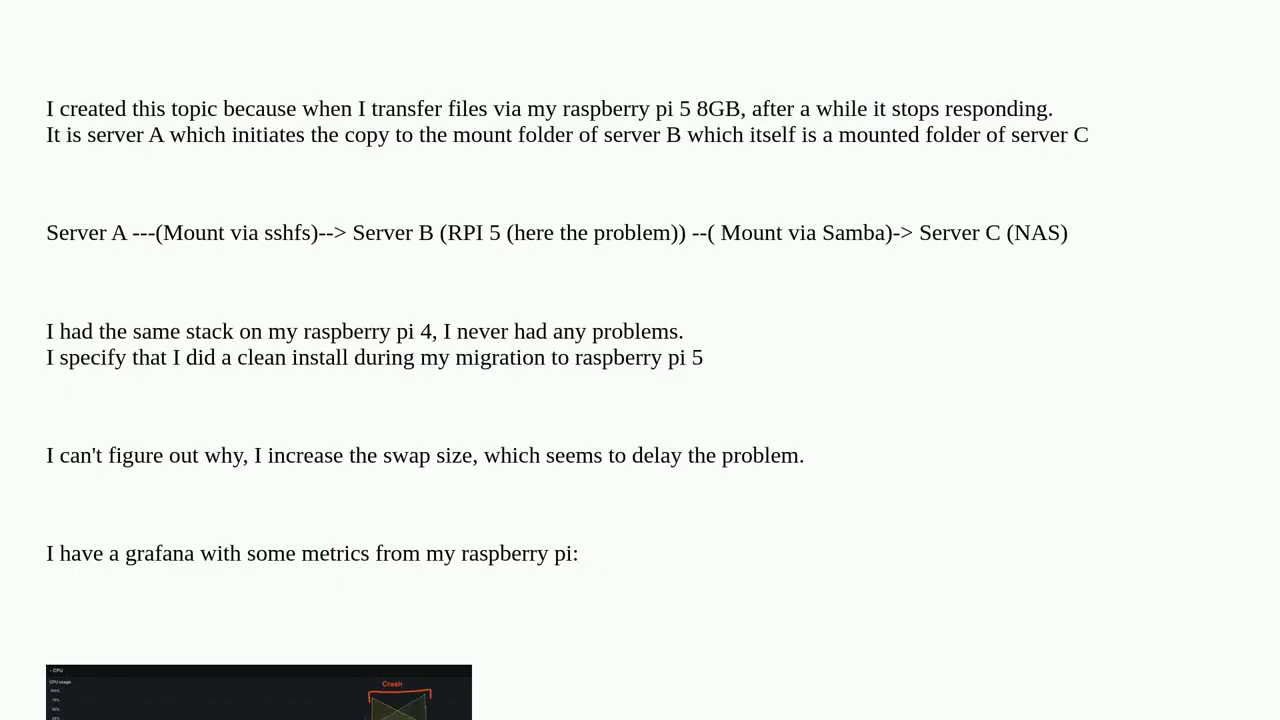 I created this topic because when I transfer files via my raspberry pi 5 8GB, after a while it stops responding.
It is server A which initiates the copy to the mount folder of server B which itself is a mounted folder of server C
Server A ---(Mount via sshfs)--> Server B (RPI 5 (here the problem)) --( Mount via Samba)-> Server C (NAS)
I had the same stack on my raspberry pi 4, I never had any problems.
I specify that I did a clean install during my migration to raspberry pi 5
I can't figure out why, I increase the swap size, which seems to delay the problem.
I have a grafana with some metrics from my raspberry pi:
CPU
CPU usage
Crash
100%